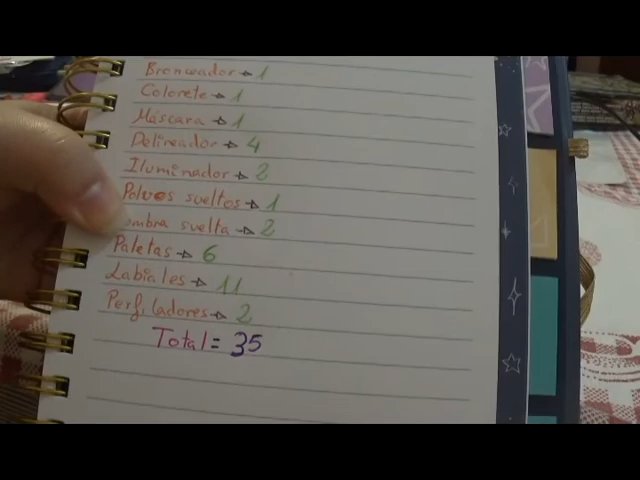 Bronceador → 1
Colorete → 1
Máscara → 1
Delineador → 4
Iluminador → 2
Polvos sueltos → 1
ombra suelta → 2
Paletas → 6
Labiales → 11
Perfiladores → 2
Total = 35